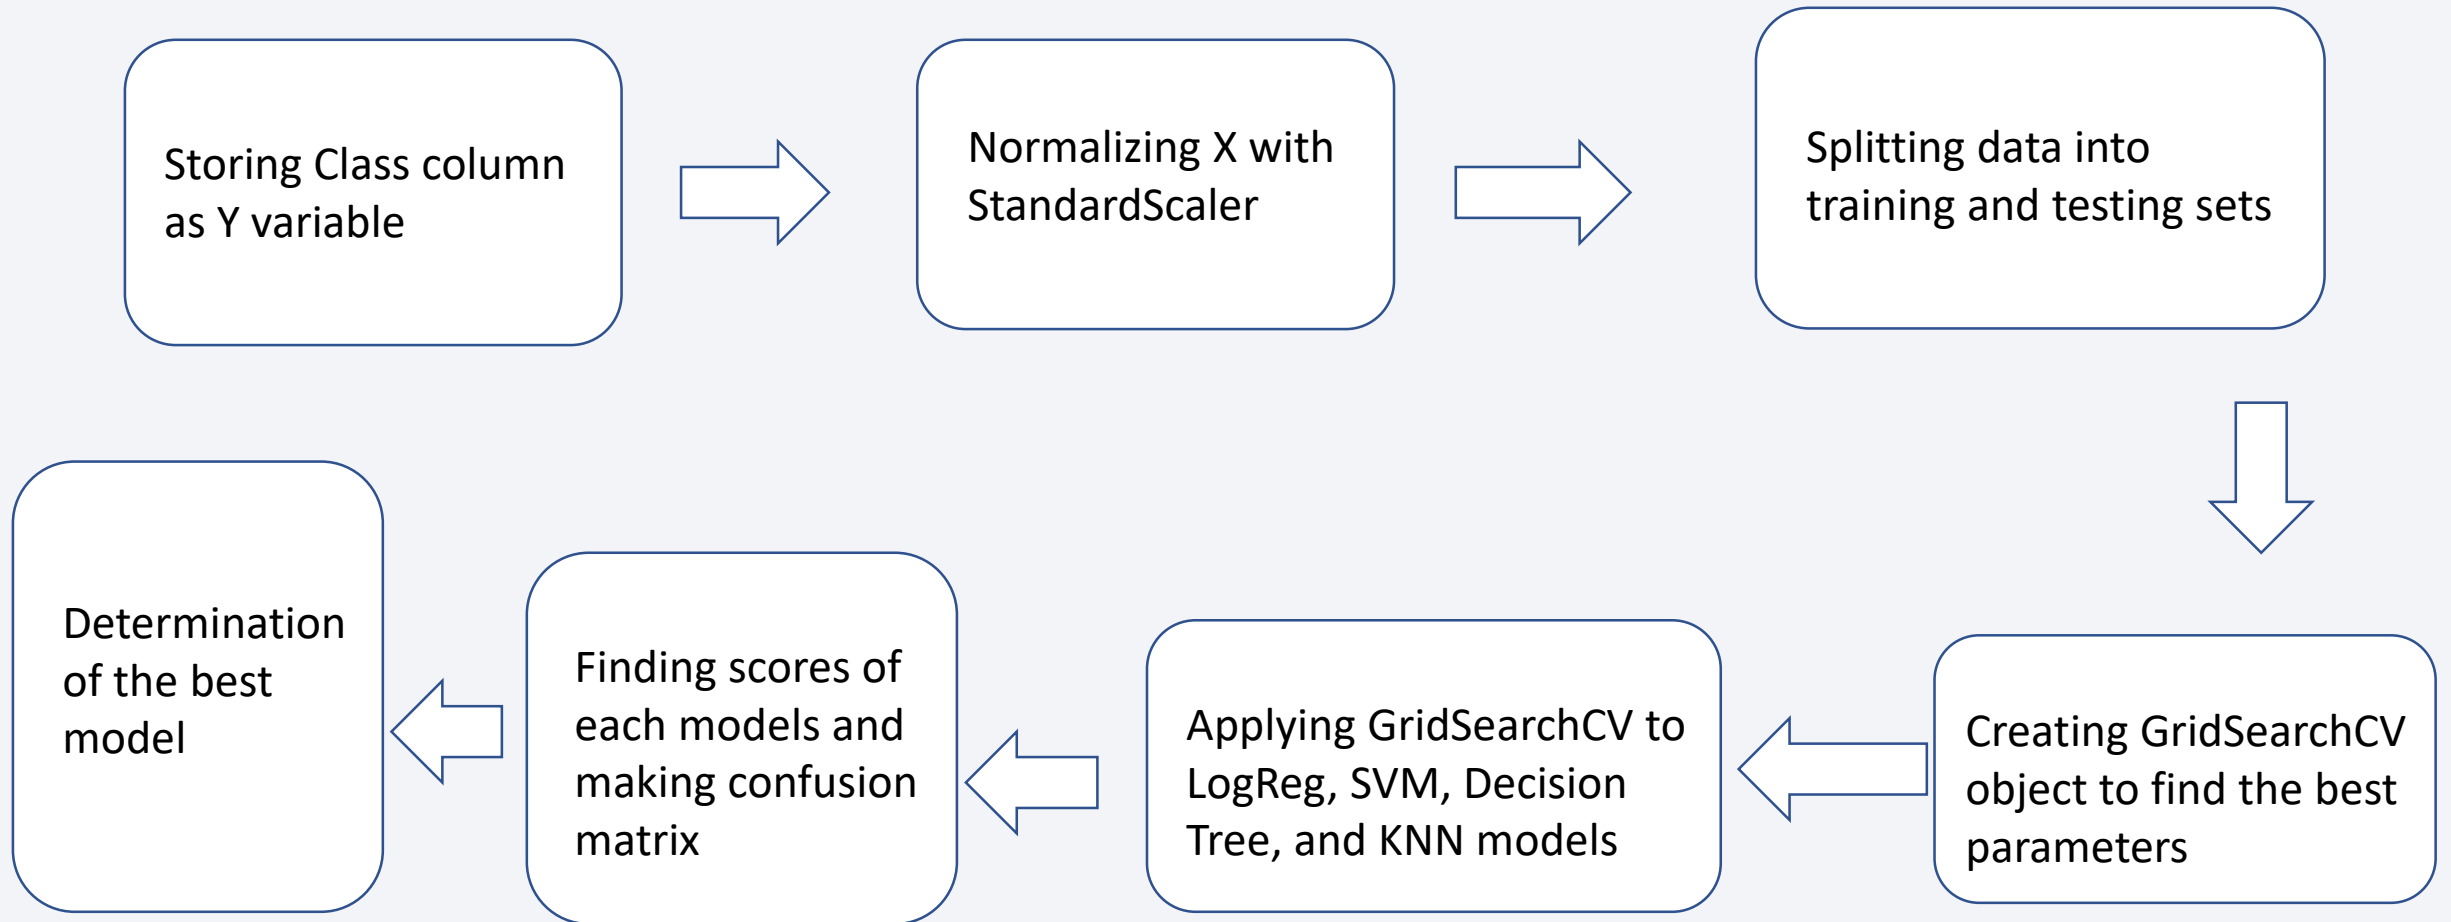 Storing Class column
as Y variable
Normalizing X with
StandardScaler
Splitting data into
training and testing sets
Creating GridSearchCV
object to find the best
parameters
Applying GridSearchCV to
LogReg, SVM, Decision
Tree, and KNN models
Finding scores of
each models and
making confusion
matrix
Determination
of the best
model